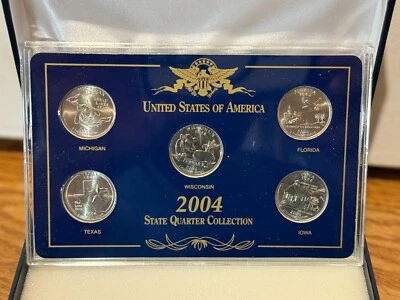 UNITED STATES OF AMERICA
MICHIGAN
FLORIDA
WISCONSIN
TEXAS
2004
IOWA
STATE QUARTER COLLECTION